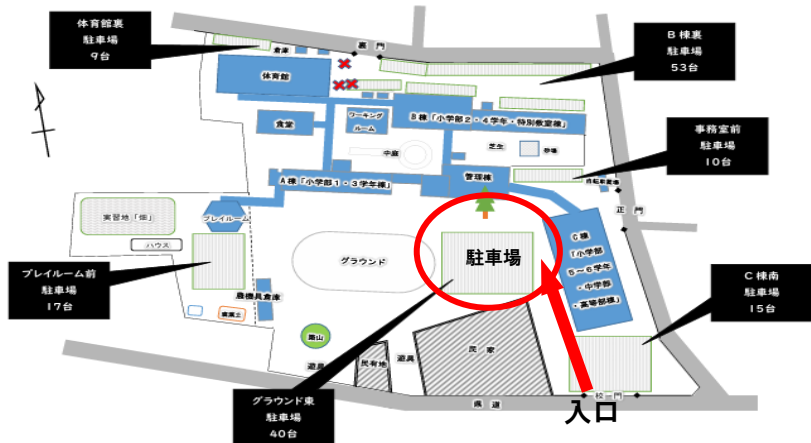 体育館裏
駐車場
9台
倉庫
裏門
B棟裏
駐車場
53台
体育館
食堂
ワーキング
ルーム
B棟「小学部2・4学年・特別教室棟」
中庭
芝生
事務室前
駐車場
10台
A棟「小学部1・3学年棟」
管理棟
自転車置場
正門
実習地「畑」
プレイルーム
ハウス
グラウンド
駐車場
C棟
「小学部
5~6学年
・中学部
・高等部棟」
プレイルーム前
駐車場
17台
農機具倉庫
築山
遊具
民有地
遊具
民家
C棟南
駐車場
15台
グラウンド東
駐車場
40台
県道
校門
入口